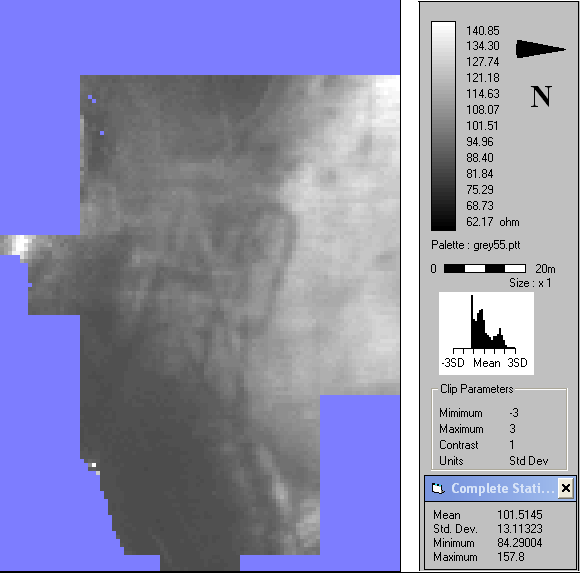 140.85
134.30
127.74
121.18
114.63
108.07
101.51
94.96
88.40
81.84
75.29
68.73
62.17 ohm
N
Palette : grey55.ptt
0 20m
Size : x 1
-3SD Mean 3SD
Clip Parameters
Mimimum -3
Maximum 3
Contrast 1
Units Std Dev
Complete Stati...
Mean 101.5145
Std. Dev. 13.11323
Minimum 84.29004
Maximum 157.8